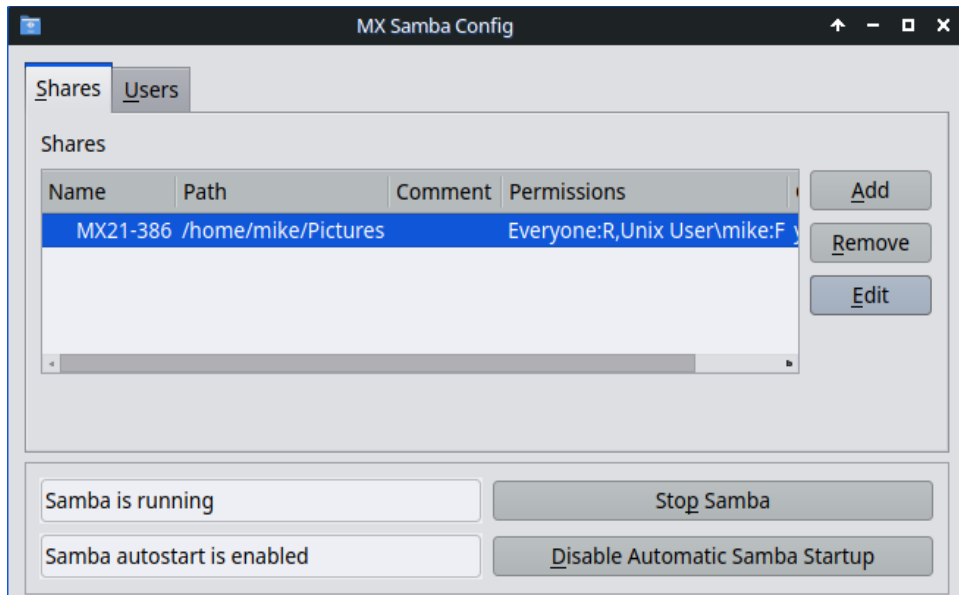 MX Samba Config
Shares Users
Shares
Name Path Comment Permissions
Add
MX21-386 /home/mike/Pictures Everyone:R,Unix User\mike:F
Remove
Edit
Samba is running Stop Samba
Samba autostart is enabled Disable Automatic Samba Startup